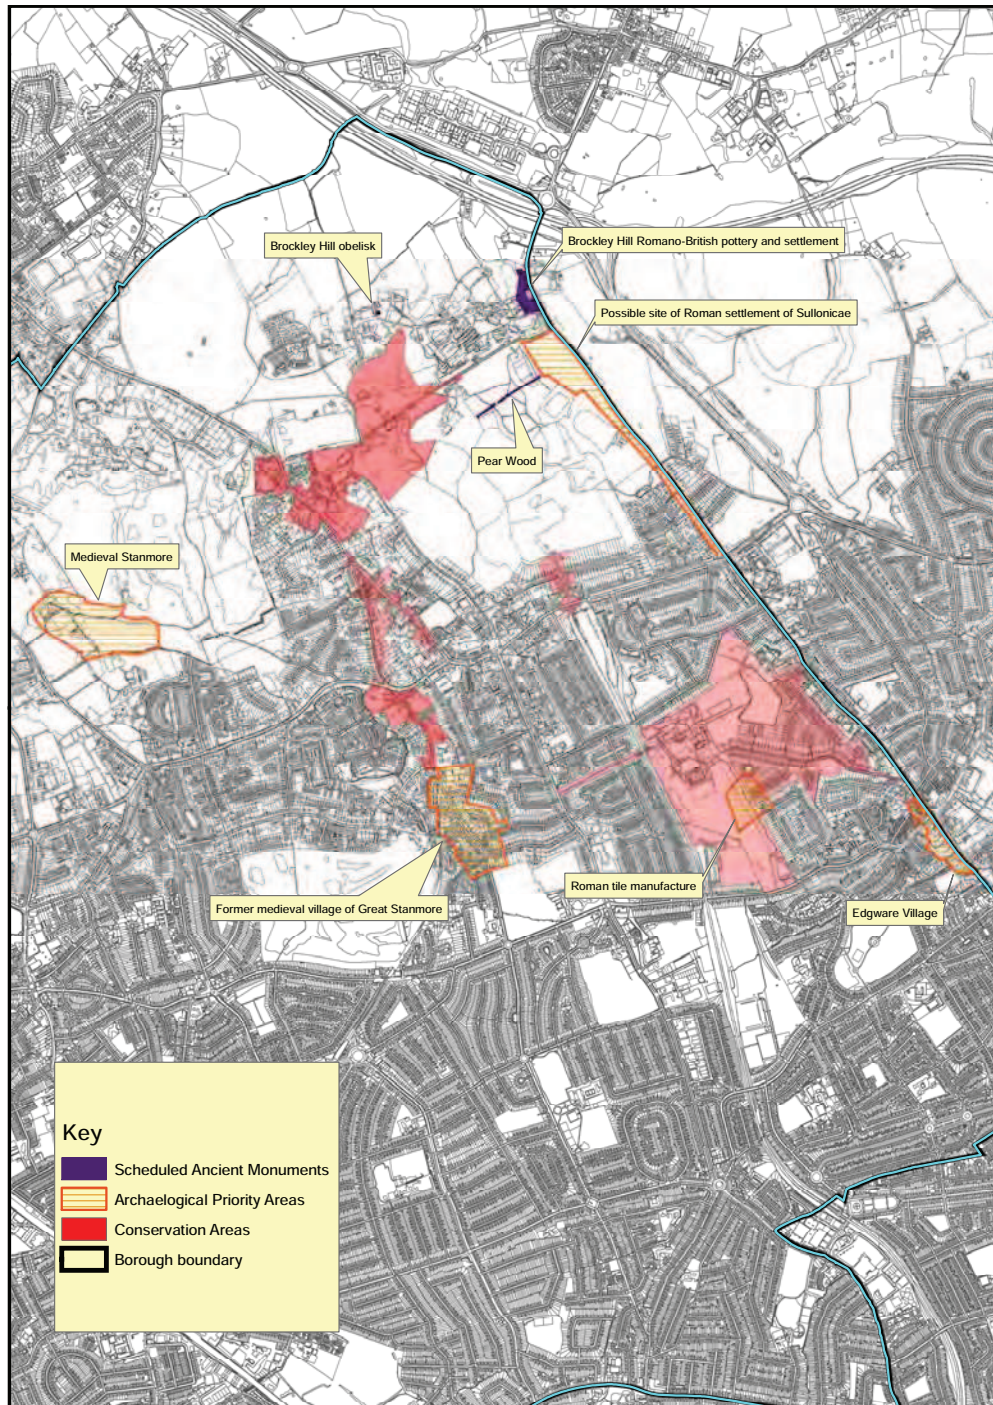 Brockley Hill obelisk
Brockley Hill Romano-British pottery and settlement
Possible site of Roman settlement of Sullonicae
Pear Wood
Medieval Stanmore
Roman tile manufacture
Former medieval village of Great Stanmore
Edgware Village
Key
Scheduled Ancient Monuments
Archaelogical Priority Areas
Conservation Areas
Borough boundary